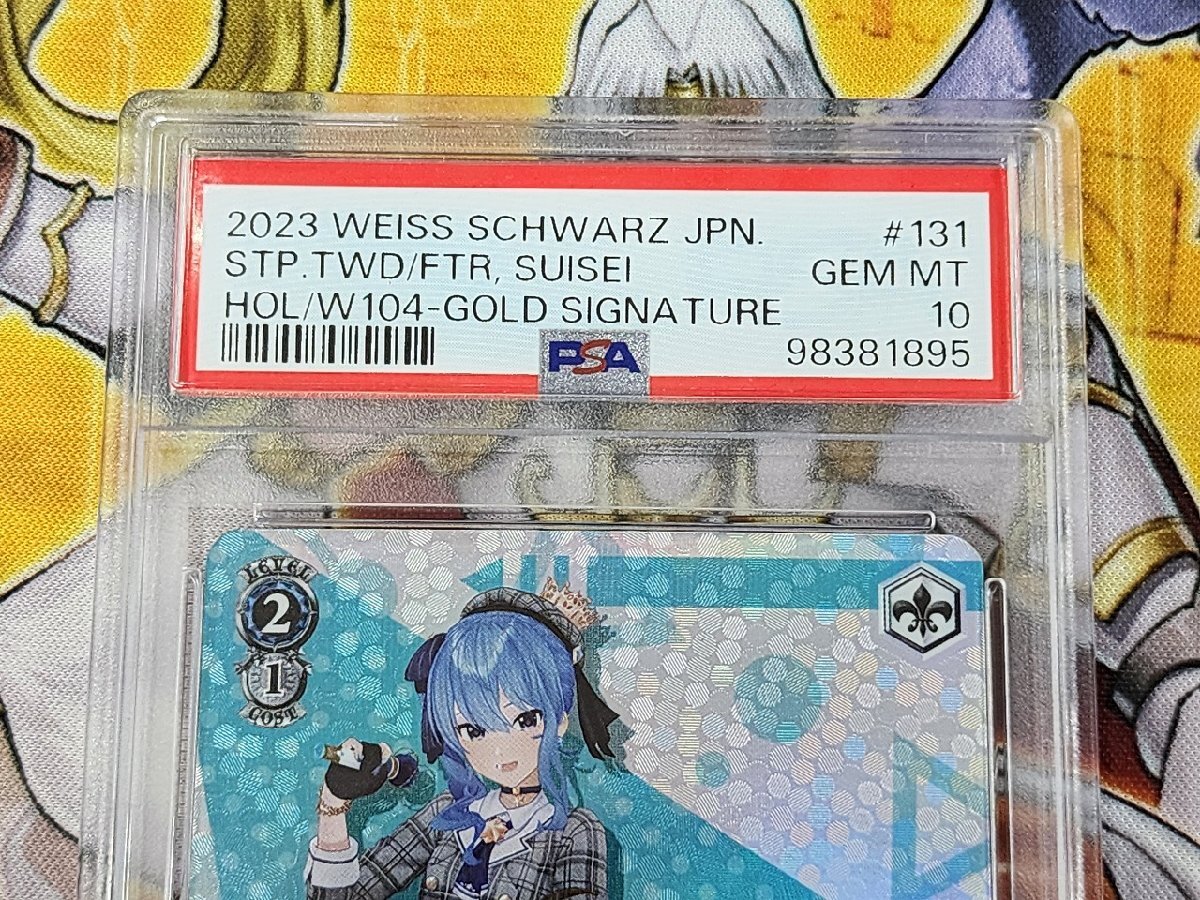 2023 WEISS SCHWARZ JPN. #131
STP.TWD/FTR, SUISEI GEM MT
HOL/W104-GOLD SIGNATURE 10
PSA 98381895
LEVEL
2
1
COST